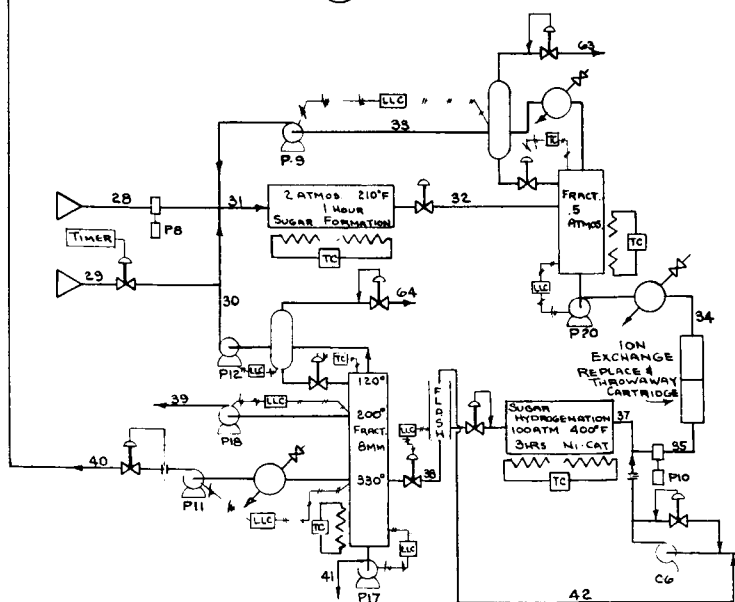 63
LLC
33
P.9
TC
28
31
2 ATMOS. 210°F
1 HOUR
SUGAR FORMATION
32
FRACT.
.5
ATMOS.
P8
TIMER
TC
TC
29
LLC
30
64
P20
34
ION
EXCHANGE
REPLACE &
THROWAWAY
CARTRIDGE
P12
LLC
TC
120°
39
LLC
200°
FRACT.
8MM
330°
P18
FLASH
SUGAR
HYDROGENATION
100ATM 400°F
3HRS NI-CAT
37
35
LLC
38
P10
40
P11
LLC
TC
TC
LLC
41
P17
C6
42